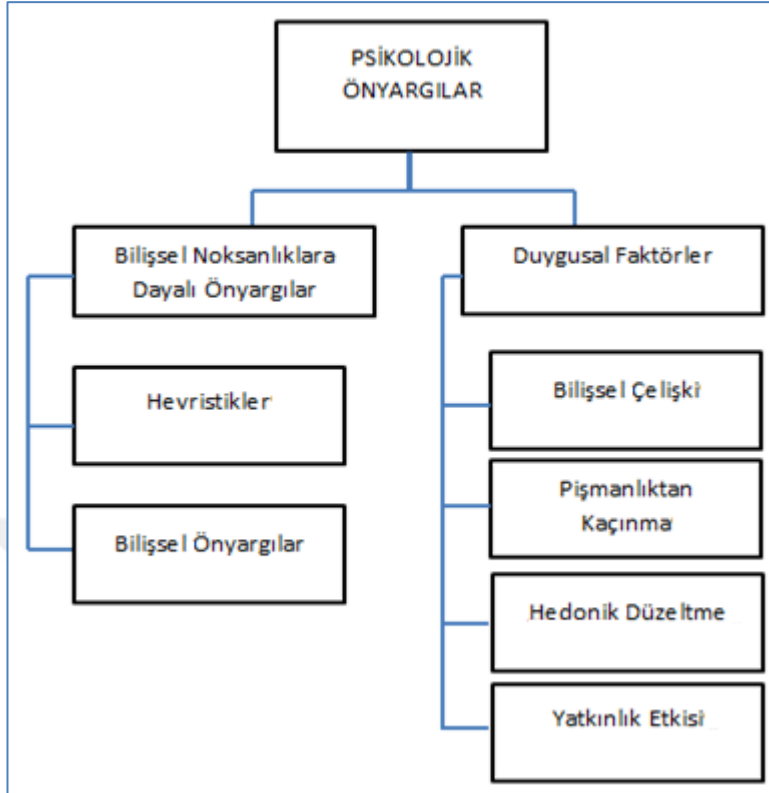 PSİKOLOJİK
ÖNYARGILAR
Bilişsel Noksanlıklara
Dayalı Önyargılar
Hevristikler
Bilişsel Önyargılar
Duygusal Faktörler
Bilişsel Çelişki
Pişmanlıktan
Kaçınma
Hedonik Düzeltme
Yatkınlık Etkisi